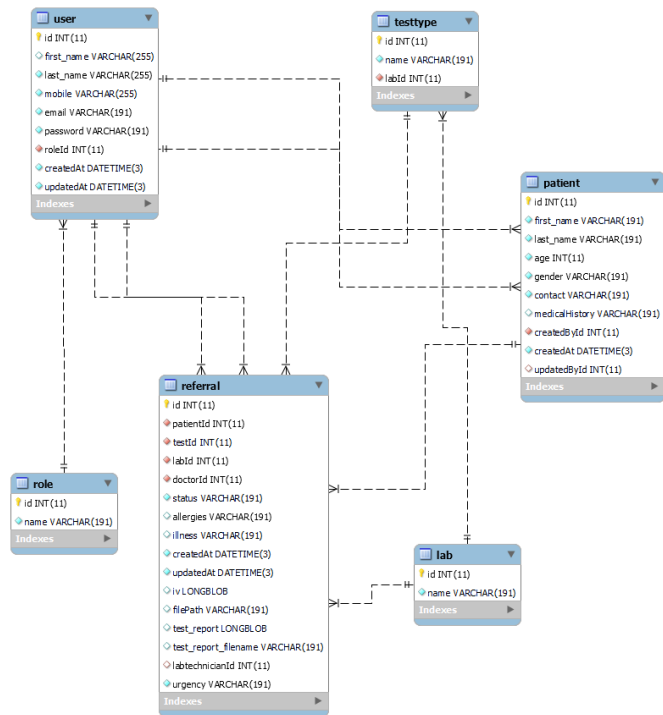 user
id INT(11)
first_name VARCHAR(255)
last_name VARCHAR(255)
mobile VARCHAR(255)
email VARCHAR(191)
password VARCHAR(191)
roleId INT(11)
createdAt DATETIME(3)
updatedAt DATETIME(3)
Indexes
testtype
id INT(11)
name VARCHAR(191)
labId INT(11)
Indexes
patient
id INT(11)
first_name VARCHAR(191)
last_name VARCHAR(191)
age INT(11)
gender VARCHAR(191)
contact VARCHAR(191)
medicalHistory VARCHAR(191)
createdById INT(11)
createdAt DATETIME(3)
updatedById INT(11)
Indexes
referral
id INT(11)
patientId INT(11)
testId INT(11)
labId INT(11)
doctorId INT(11)
status VARCHAR(191)
allergies VARCHAR(191)
illness VARCHAR(191)
createdAt DATETIME(3)
updatedAt DATETIME(3)
iv LONGBLOB
filePath VARCHAR(191)
test_report LONGBLOB
test_report_filename VARCHAR(191)
labtechnicianId INT(11)
urgency VARCHAR(191)
Indexes
role
id INT(11)
name VARCHAR(191)
Indexes
lab
id INT(11)
name VARCHAR(191)
Indexes